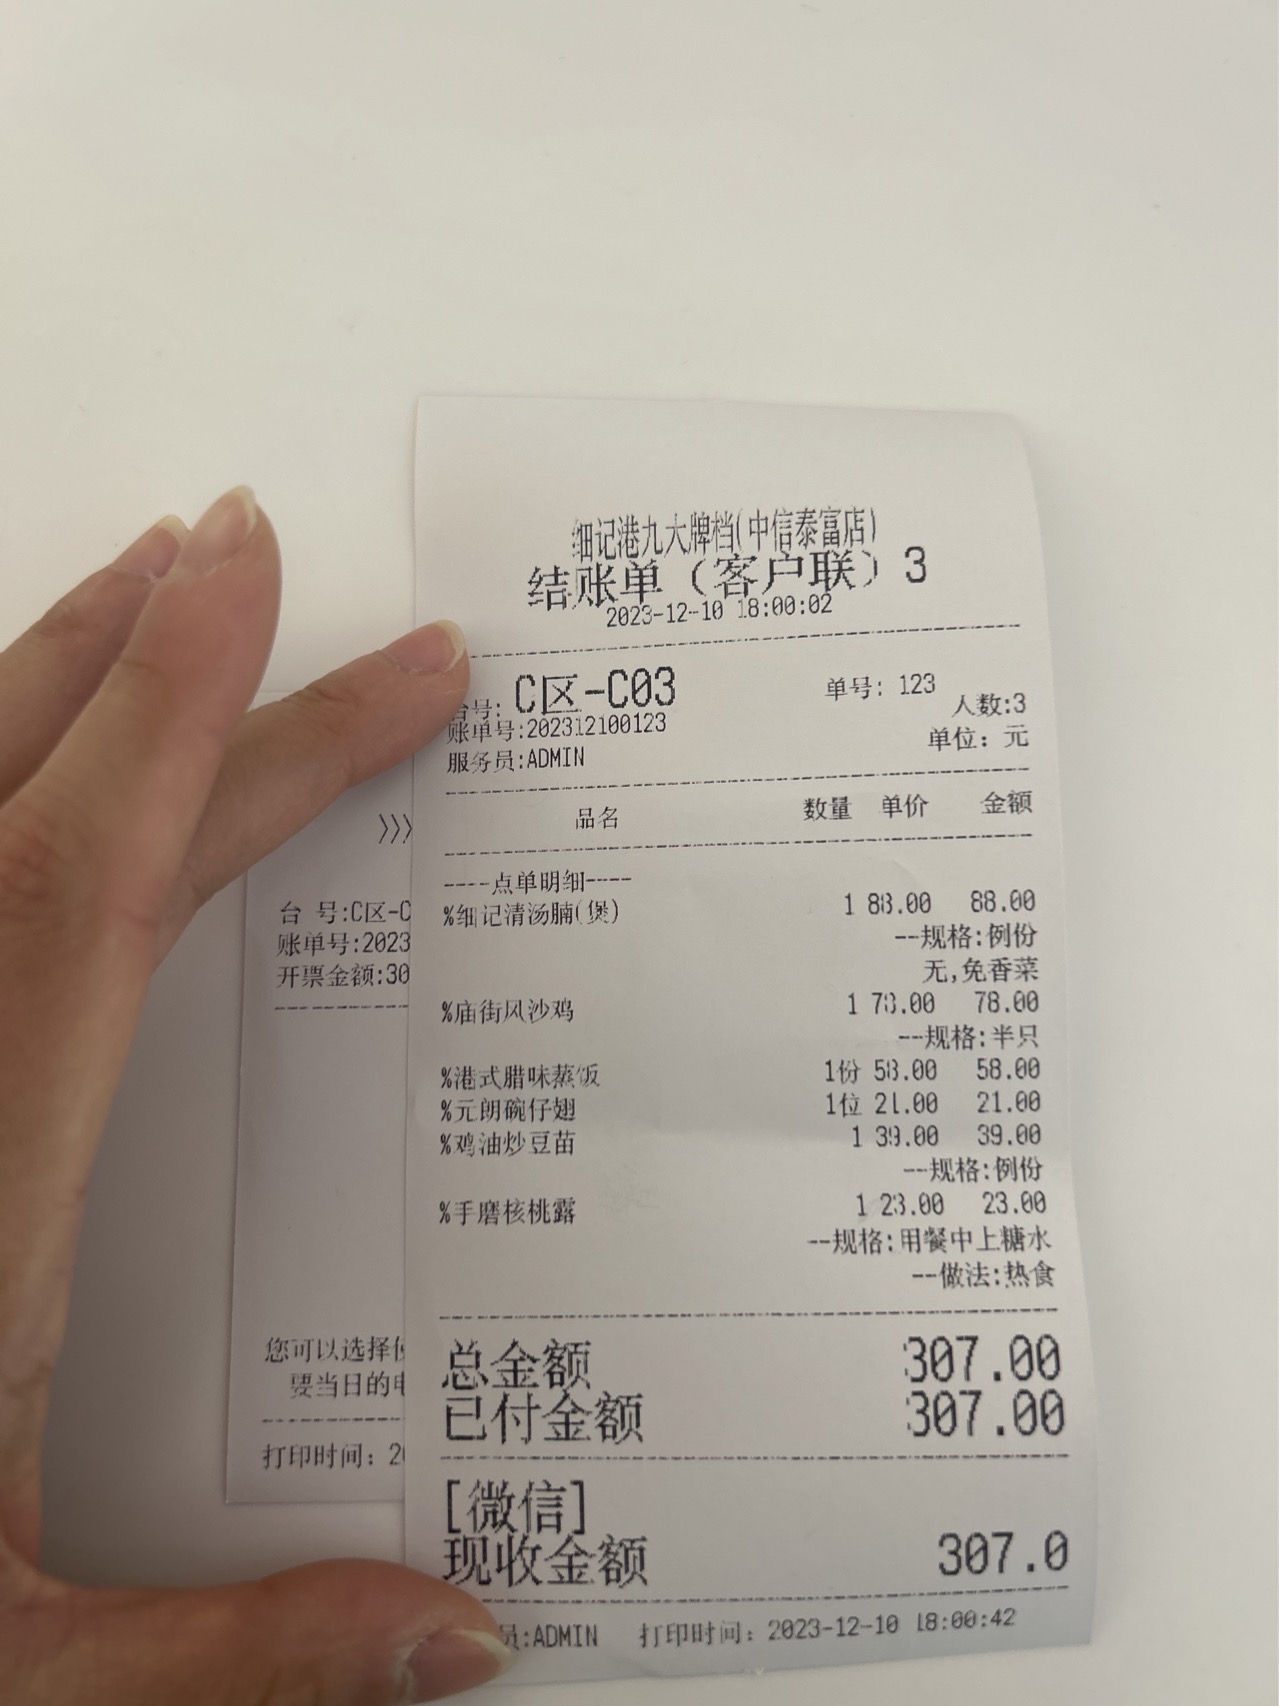 细记港九大牌档(中信泰富店)
结账单（客户联）3
2023-12-10 18:00:02
台号: C区-C03 单号: 123
人数:3
账单号:202312100123
单位: 元
服务员:ADMIN
品名 数量 单价 金额
----点单明细----
%细记清汤腩(煲) 1 88.00 88.00
--规格:例份
无,免香菜
%庙街风沙鸡 1 78.00 78.00
--规格:半只
%港式腊味蒸饭 1份 58.00 58.00
%元朗碗仔翅 1位 21.00 21.00
%鸡油炒豆苗 1 39.00 39.00
--规格:例份
%手磨核桃露 1 23.00 23.00
--规格:用餐中上糖水
--做法:热食
总金额 307.00
已付金额 307.00
[微信]
现收金额 307.0
员:ADMIN 打印时间: 2023-12-10 18:00:42
>>>
台 号:C区-C
账单号:2023
开票金额:30
您可以选择
要当日的
打印时间: 20